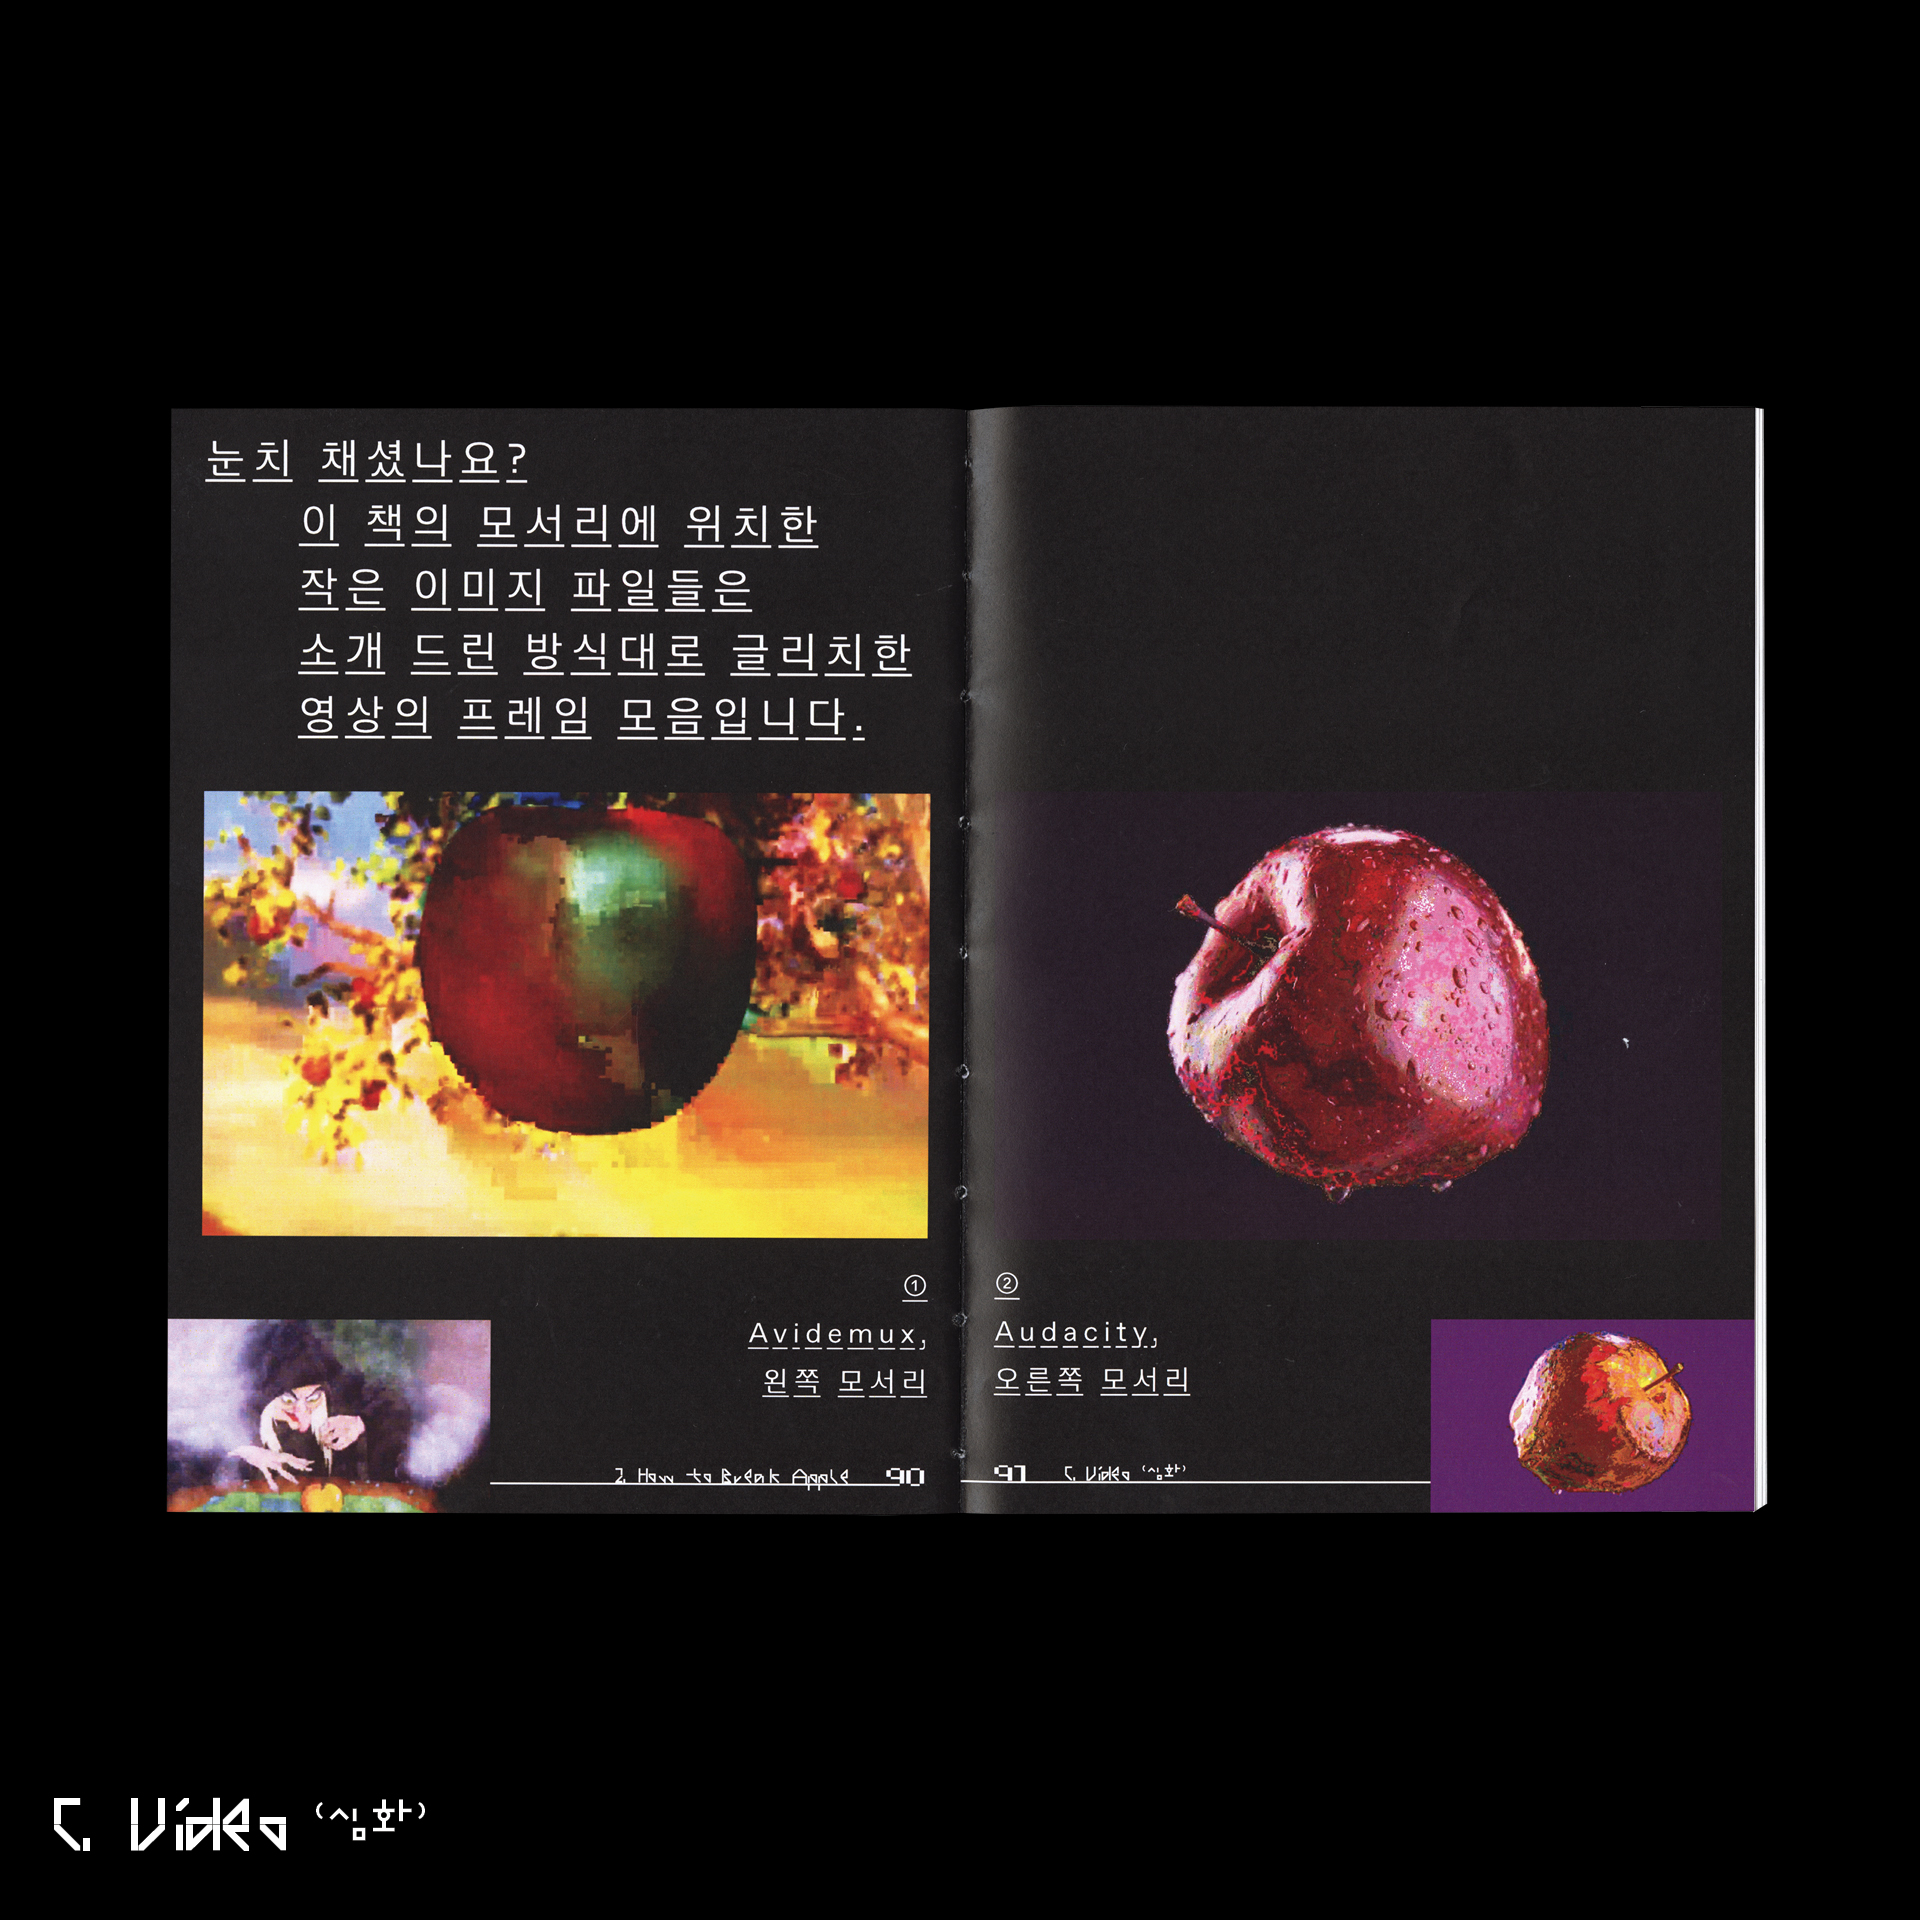 눈치 채셨나요?
이 책의 모서리에 위치한
작은 이미지 파일들은
소개 드린 방식대로 글리치한
영상의 프레임 모음입니다.
①
Avidemux,
왼쪽 모서리
2. How to Break Apple 90
②
Audacity,
오른쪽 모서리
91 C. Video (심화)
C. Video (심화)